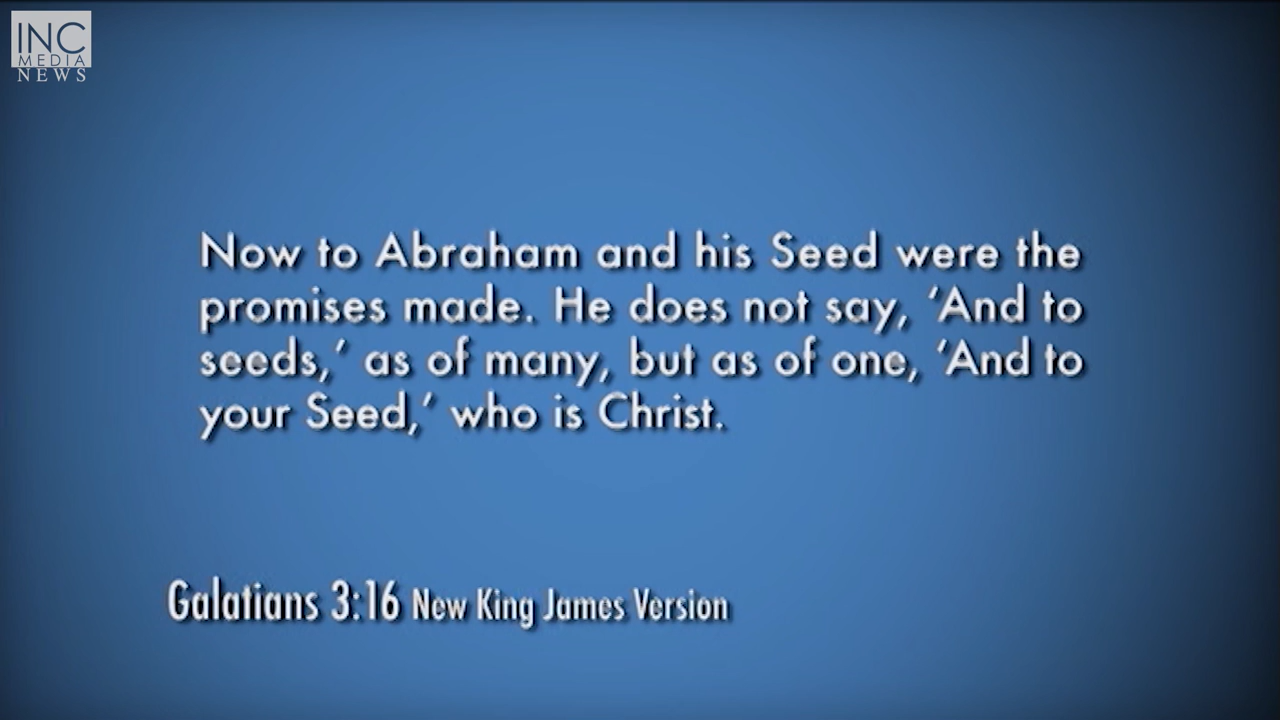 INC
MEDIA
NEWS
Now to Abraham and his Seed were the
promises made. He does not say, ‘And to
seeds,’ as of many, but as of one, ‘And to
your Seed,’ who is Christ.
Galatians 3:16 New King James Version